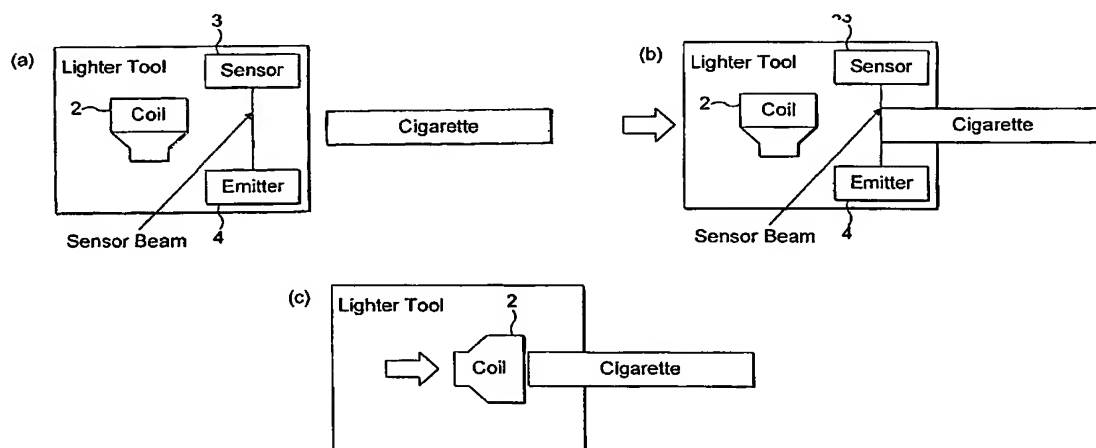 (a)
3
Lighter Tool
Sensor
2
Coil
Cigarette
Emitter
4
Sensor Beam
(b)
Lighter Tool
Sensor
2
Coil
Cigarette
Emitter
4
Sensor Beam
(c)
Lighter Tool
2
Coil
Cigarette